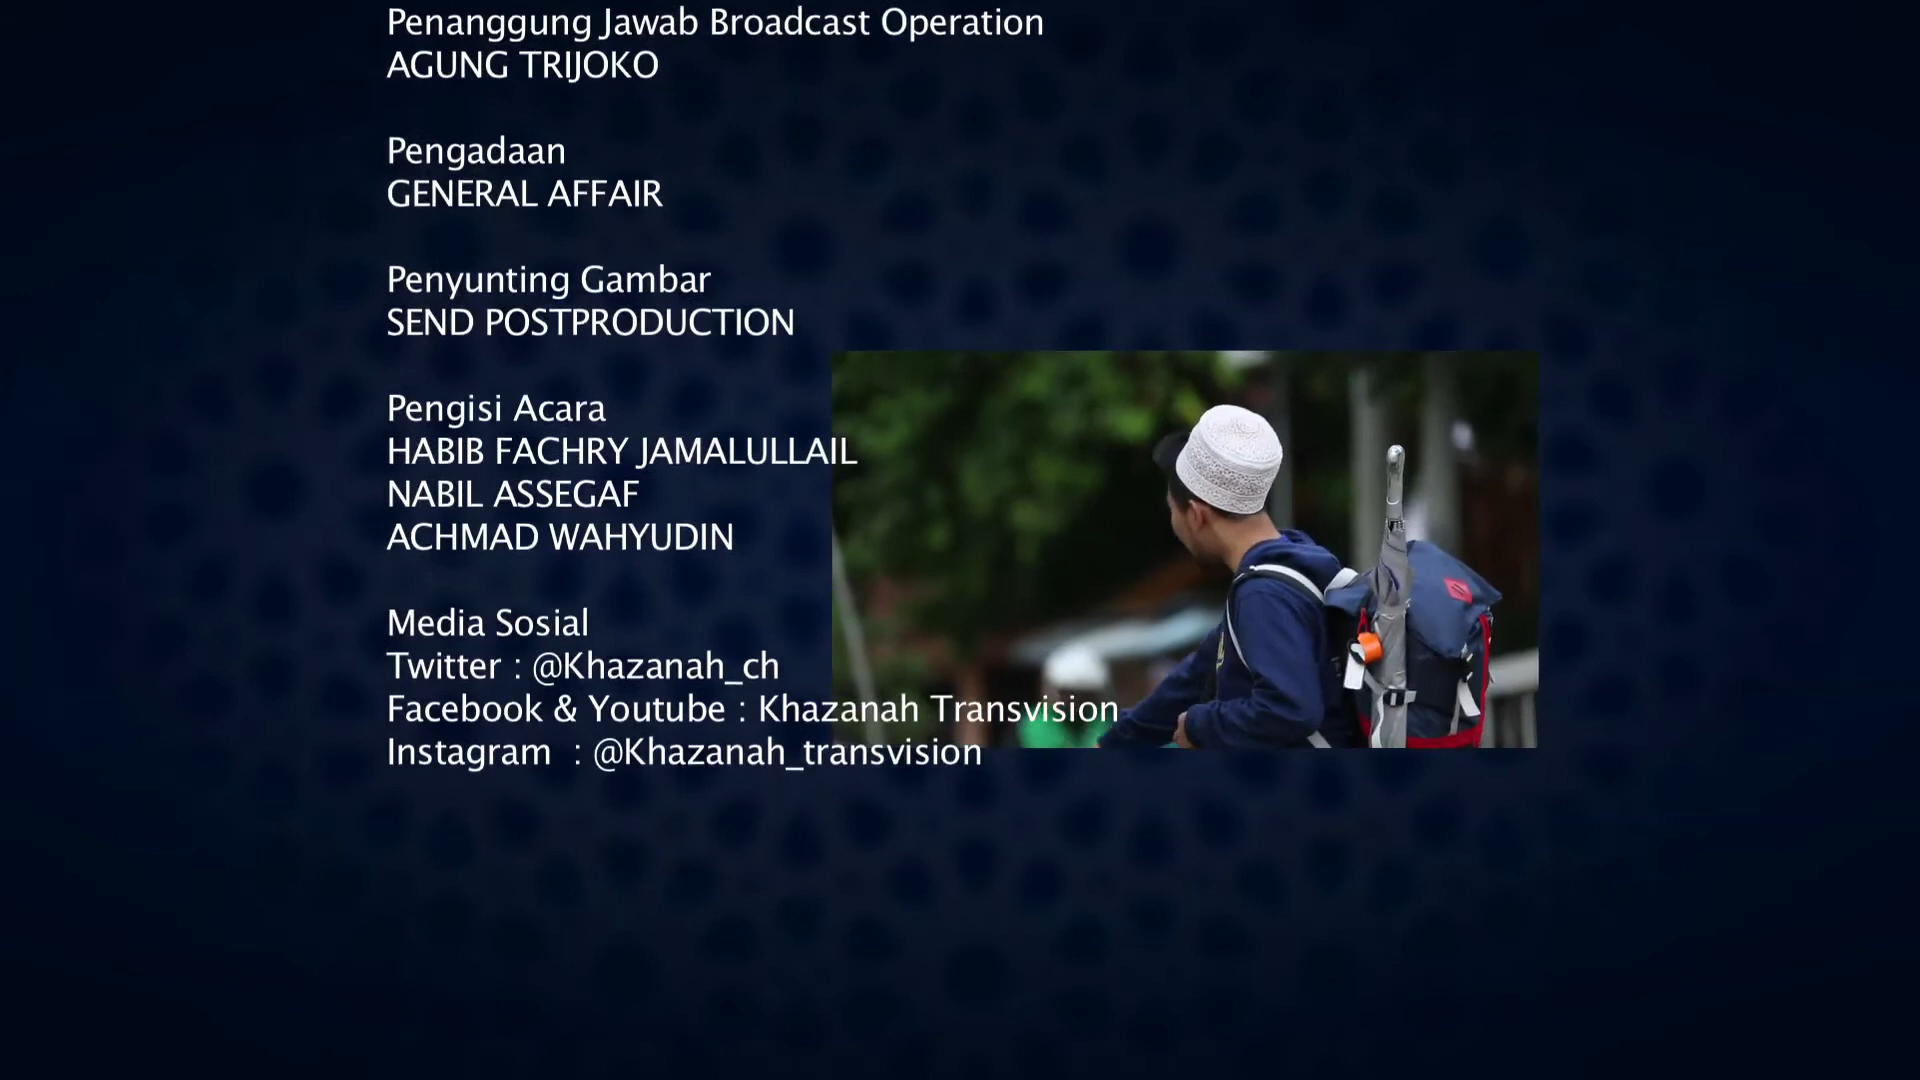 Penanggung Jawab Broadcast Operation
AGUNG TRIJOKO
Pengadaan
GENERAL AFFAIR
Penyunting Gambar
SEND POSTPRODUCTION
Pengisi Acara
HABIB FACHRY JAMALULLAIL
NABIL ASSEGAF
ACHMAD WAHYUDIN
Media Sosial
Twitter : @Khazanah_ch
Facebook & Youtube : Khazanah Transvision
Instagram  : @Khazanah_transvision